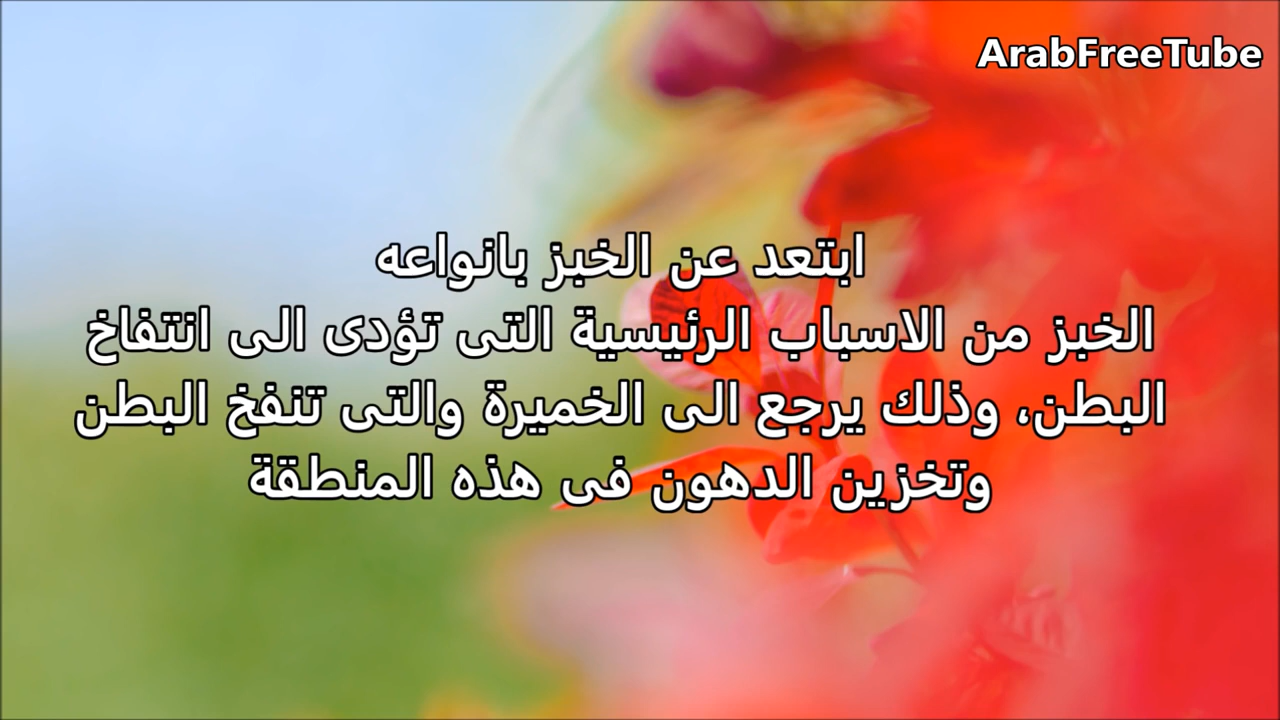 ArabFreeTube
ابتعد عن الخبز بانواعه
الخبز من الاسباب الرئيسية التى تؤدى الى انتفاخ
البطن، وذلك يرجع الى الخميرة والتى تنفخ البطن
وتخزين الدهون فى هذه المنطقة